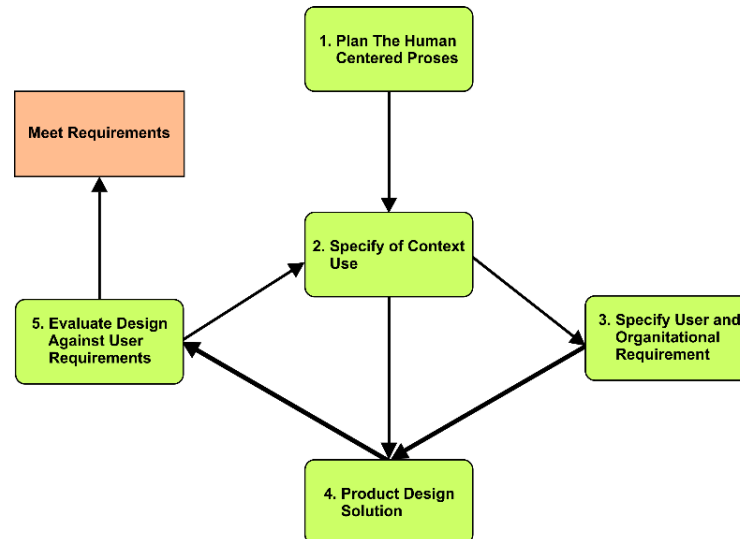 1. Plan The Human
Centered Proses
Meet Requirements
2. Specify of Context
Use
5. Evaluate Design
Against User
Requirements
3. Specify User and
Organitational
Requirement
4. Product Design
Solution